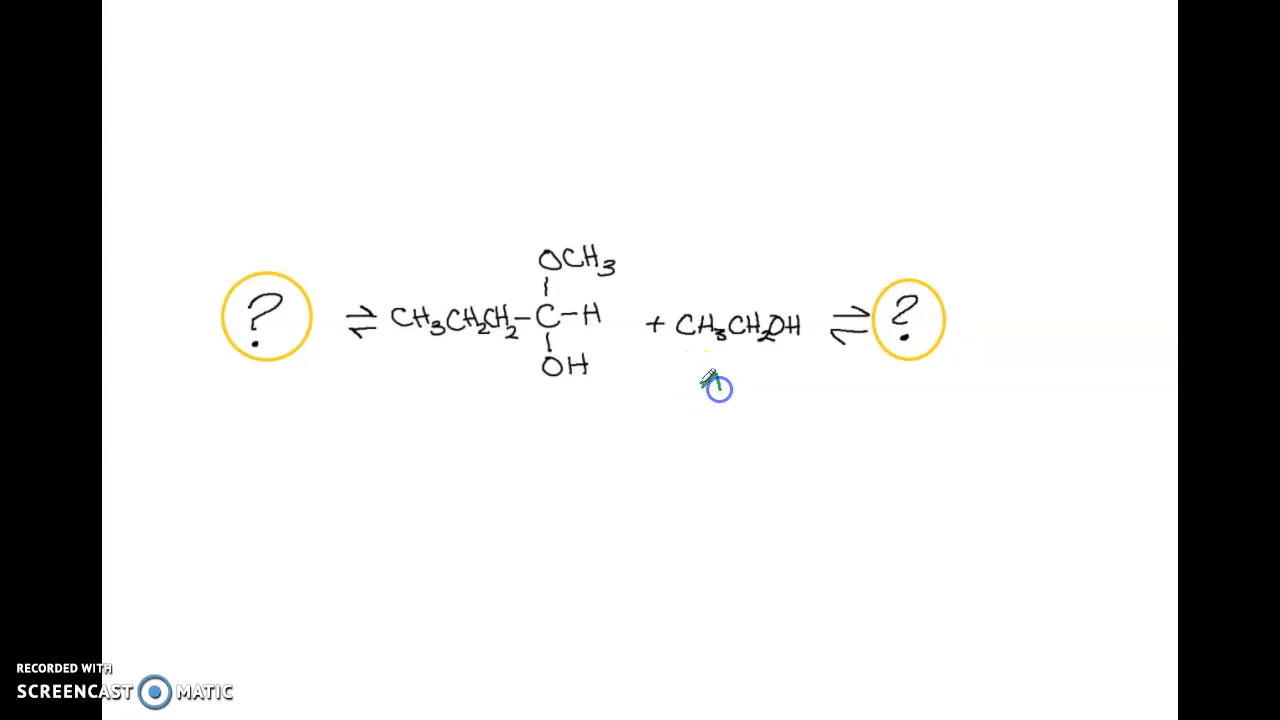 OCH3
? ⇌ CH3CH2CH2-C-H + CH3CH2OH ⇌ ?
OH
RECORDED WITH
SCREENCAST MATIC